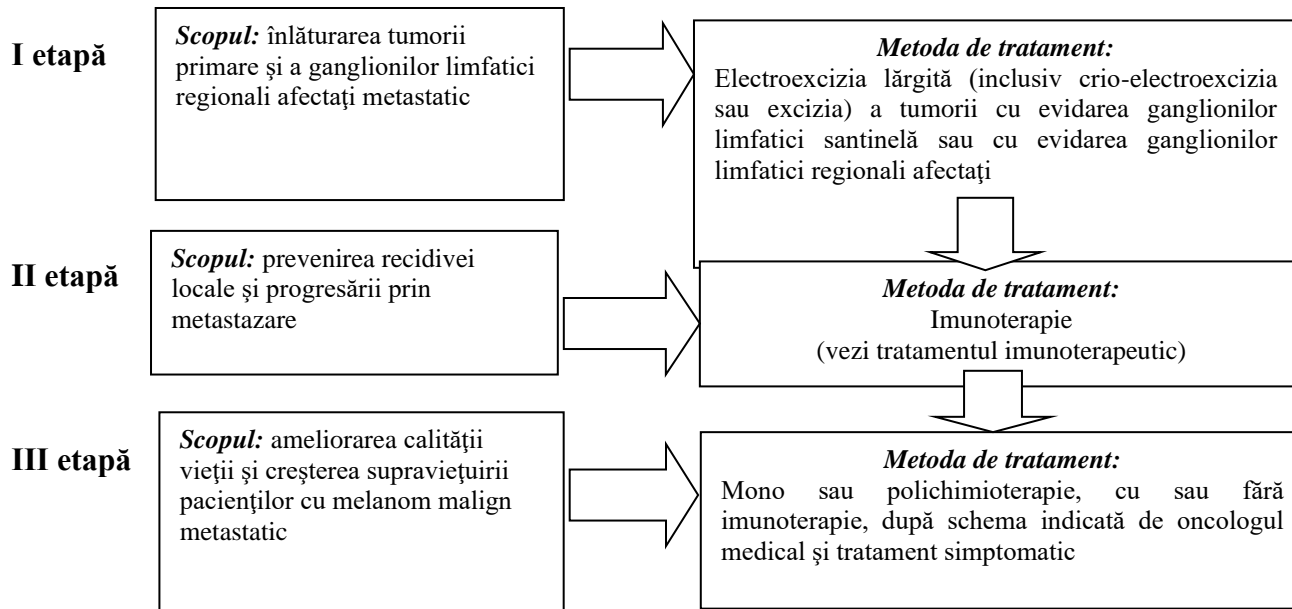 I etapă
Scopul: înlăturarea tumorii
primare şi a ganglionilor limfatici
regionali afectaţi metastatic
Metoda de tratament:
Electroexcizia lărgită (inclusiv crio-electroexcizia
sau excizia) a tumorii cu evidarea ganglionilor
limfatici santinelă sau cu evidarea ganglionilor
limfatici regionali afectaţi
II etapă
Scopul: prevenirea recidivei
locale şi progresării prin
metastazare
Metoda de tratament:
Imunoterapie
(vezi tratamentul imunoterapeutic)
III etapă
Scopul: ameliorarea calităţii
vieţii şi creşterea supravieţuirii
pacienţilor cu melanom malign
metastatic
Metoda de tratament:
Mono sau polichimioterapie, cu sau fără
imunoterapie, după schema indicată de oncologul
medical şi tratament simptomatic